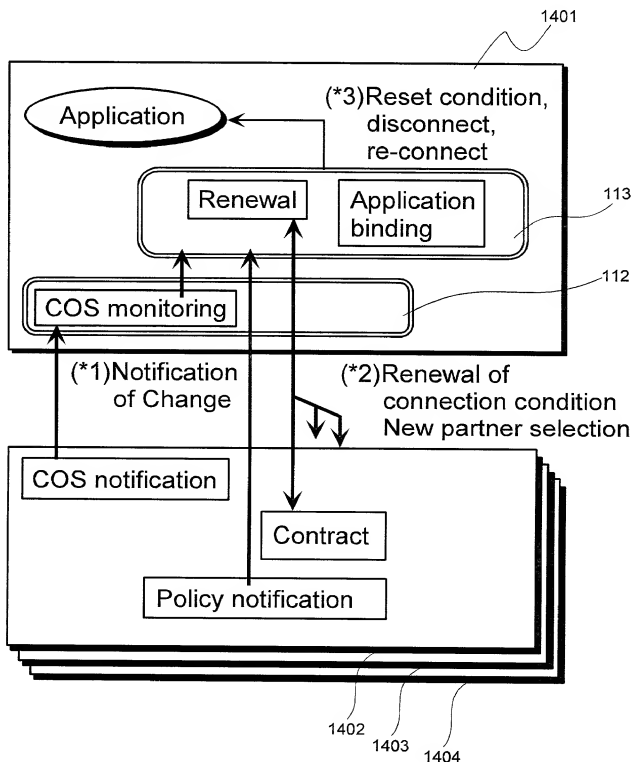 1401
Application
(*3)Reset condition,
disconnect,
re-connect
Renewal
Application
binding
113
COS monitoring
112
(*1)Notification
of Change
(*2)Renewal of
connection condition
New partner selection
COS notification
Contract
Policy notification
1402
1403
1404